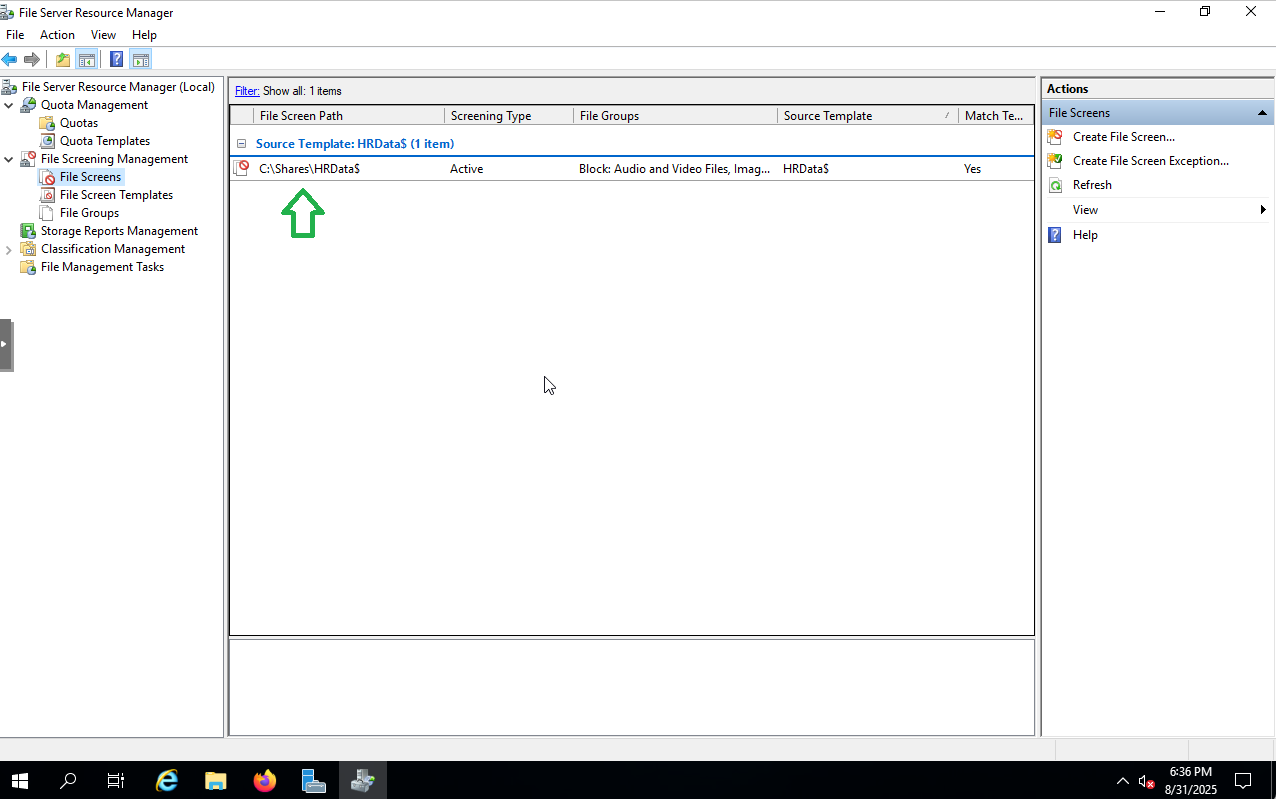 File Server Resource Manager
File Action View Help
File Server Resource Manager (Local)
Quota Management
Quotas
Quota Templates
File Screening Management
File Screens
File Screen Templates
File Groups
Storage Reports Management
Classification Management
File Management Tasks
Filter: Show all: 1 items
File Screen Path Screening Type File Groups Source Template Match Te...
Source Template: HRData$ (1 item)
C:\Shares\HRData$ Active Block: Audio and Video Files, Imag... HRData$ Yes
Actions
File Screens
Create File Screen...
Create File Screen Exception...
Refresh
View
Help
6:36 PM
8/31/2025